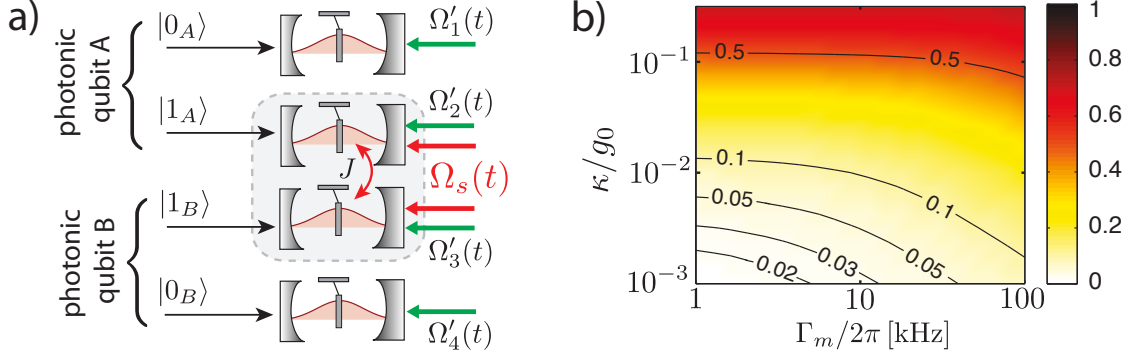 a)
photonic
qubit A
|0_A⟩
Ω′_1(t)
|1_A⟩
Ω′_2(t)
J
Ω_s(t)
photonic
qubit B
|1_B⟩
Ω′_3(t)
|0_B⟩
Ω′_4(t)
b)
κ/g_0
10^{-1}
10^{-2}
10^{-3}
0.5
0.5
0.1
0.1
0.05
0.05
0.03
0.02
1
10
100
Γ_m/2π [kHz]
1
0.8
0.6
0.4
0.2
0